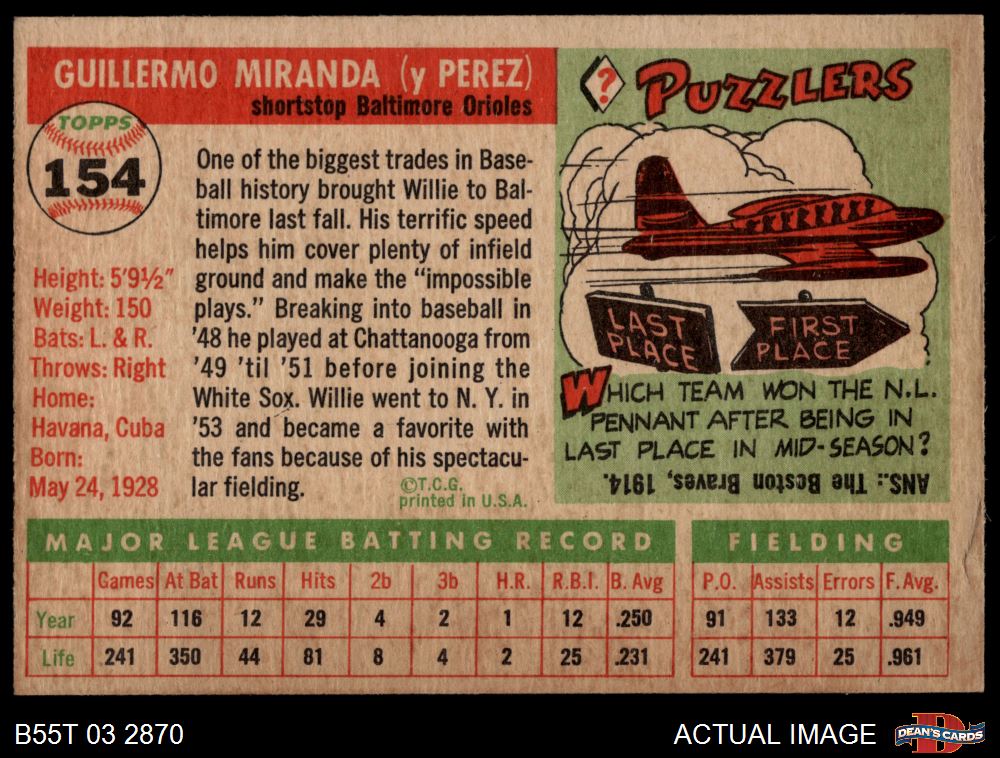 GUILLERMO MIRANDA (y PEREZ)
shortstop Baltimore Orioles
TOPPS
154
Height: 5'9½"
Weight: 150
Bats: L. & R.
Throws: Right
Home:
Havana, Cuba
Born:
May 24, 1928
One of the biggest trades in Base-
ball history brought Willie to Bal-
timore last fall. His terrific speed
helps him cover plenty of infield
ground and make the "impossible
plays." Breaking into baseball in
'48 he played at Chattanooga from
'49 'til '51 before joining the
White Sox. Willie went to N. Y. in
'53 and became a favorite with
the fans because of his spectacu-
lar fielding.
©T.C.G.
printed in U.S.A.
? PUZZLERS
LAST PLACE
FIRST PLACE
WHICH TEAM WON THE N.L.
PENNANT AFTER BEING IN
LAST PLACE IN MID-SEASON?
ANS.: The Boston Braves, 1914.
MAJOR LEAGUE BATTING RECORD FIELDING
Games At Bat Runs Hits 2b 3b H.R. R.B.I. B. Avg P.O. Assists Errors F. Avg.
Year 92 116 12 29 4 2 1 12 .250 91 133 12 .949
Life 241 350 44 81 8 4 2 25 .231 241 379 25 .961
B55T 03 2870 ACTUAL IMAGE
DEAN'S CARDS